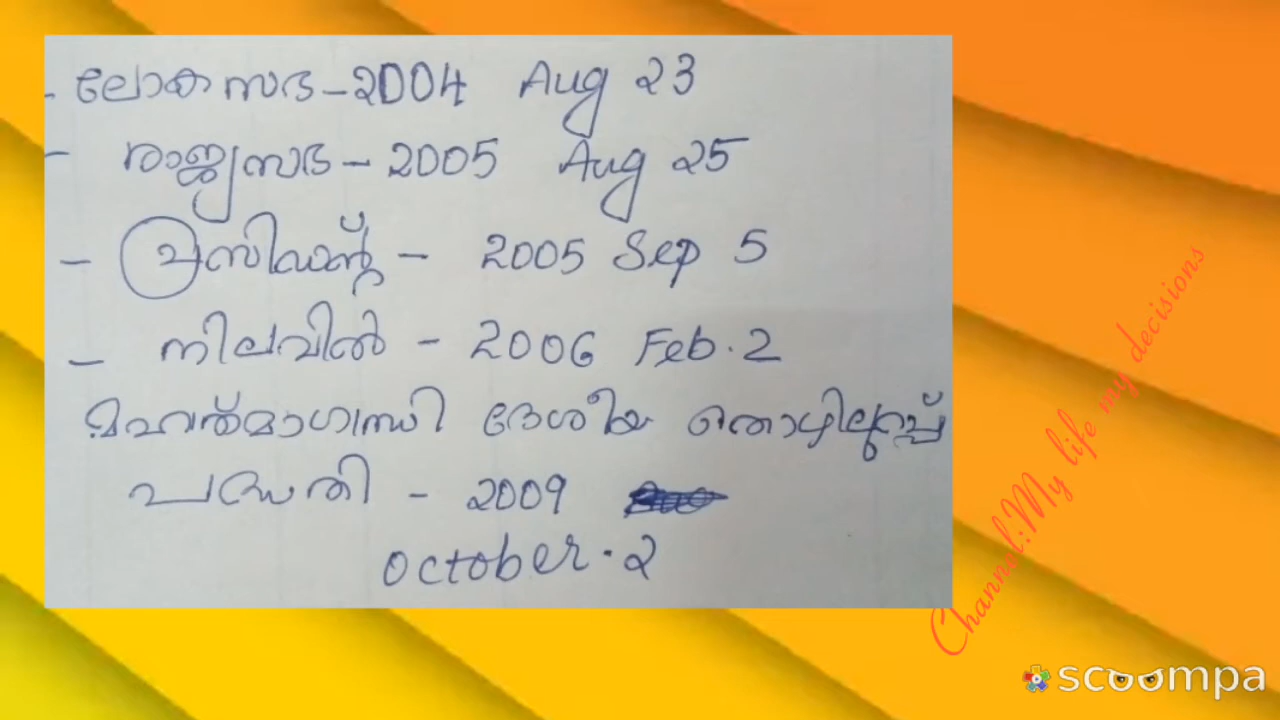 - ലോകസഭ - 2004 Aug 23
- രാജ്യസഭ - 2005 Aug 25
- പ്രസിഡന്റ് - 2005 Sep 5
- നിലവിൽ - 2006 Feb. 2
മഹത്മാഗാന്ധി ദേശീയ തൊഴിലുറപ്പ്
പദ്ധതി - 2009
October. 2
Channel:My life my decisions
scoompa